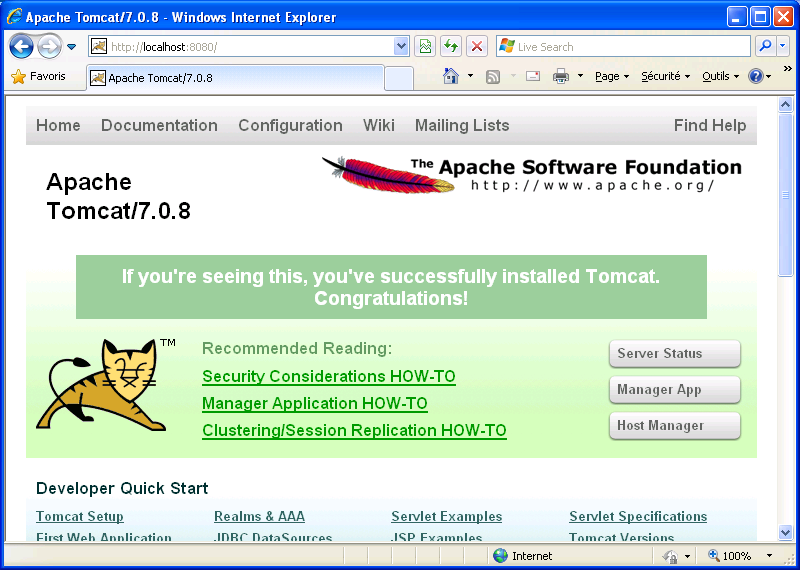 Apache Tomcat/7.0.8 - Windows Internet Explorer
http://localhost:8080/
Live Search
Favoris
Apache Tomcat/7.0.8
Page
Sécurité
Outils
»
Home Documentation Configuration Wiki Mailing Lists Find Help
The Apache Software Foundation
http://www.apache.org/
Apache
Tomcat/7.0.8
If you're seeing this, you've successfully installed Tomcat.
Congratulations!
TM
Recommended Reading:
Security Considerations HOW-TO
Manager Application HOW-TO
Clustering/Session Replication HOW-TO
Server Status
Manager App
Host Manager
Developer Quick Start
Tomcat Setup Realms & AAA Servlet Examples Servlet Specifications
First Web Application JDBC DataSources JSP Examples Tomcat Versions
Internet 100%